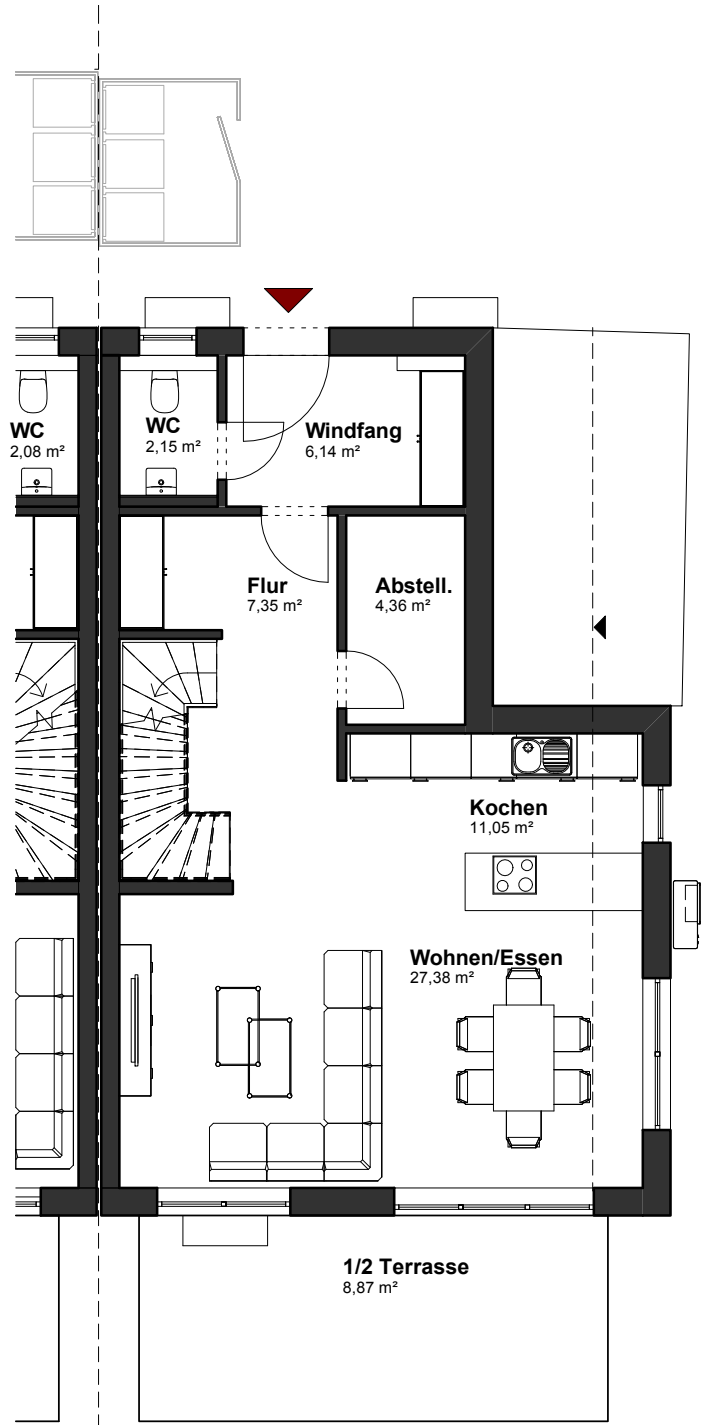 WC
2,08 m²
WC
2,15 m²
Windfang
6,14 m²
Flur
7,35 m²
Abstell.
4,36 m²
Kochen
11,05 m²
Wohnen/Essen
27,38 m²
1/2 Terrasse
8,87 m²